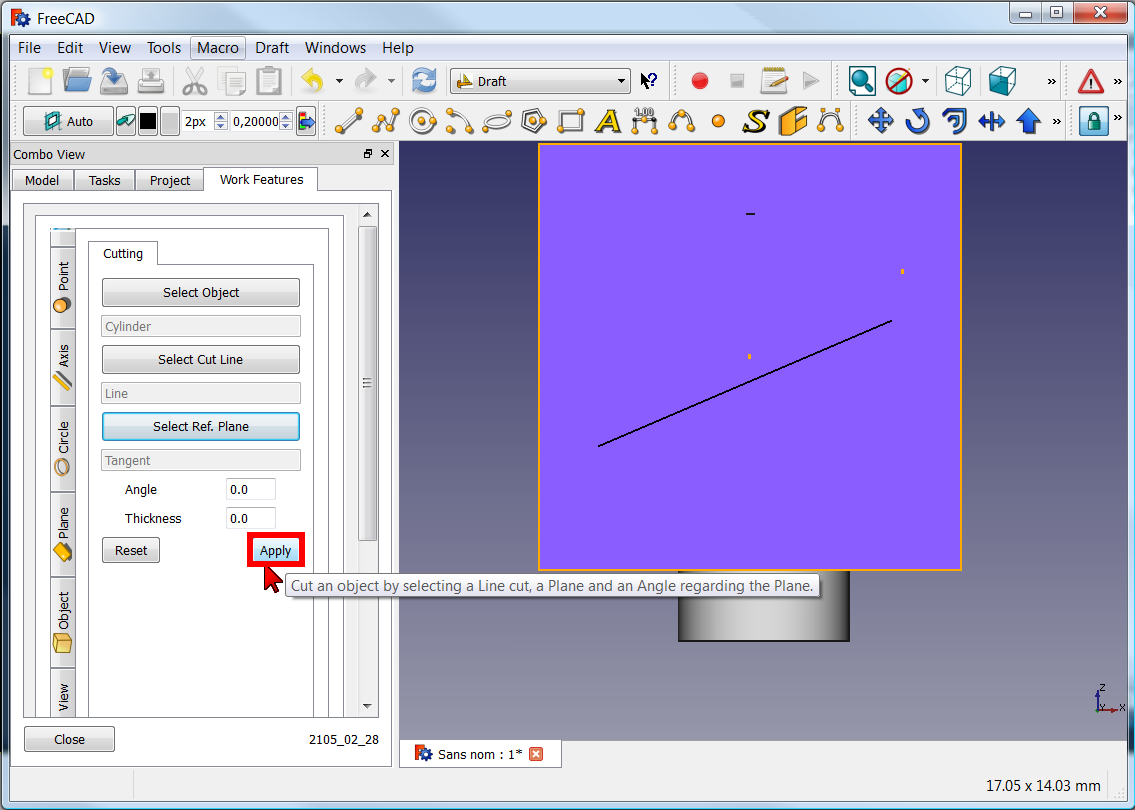 FreeCAD
File Edit View Tools Macro Draft Windows Help
Draft
Auto 2px 0,20000 A 1.00 S
Combo View
Model Tasks Project Work Features
Point
Axis
Circle
Plane
Object
View
Cutting
Select Object
Cylinder
Select Cut Line
Line
Select Ref. Plane
Tangent
Angle 0.0
Thickness 0.0
Reset Apply
Cut an object by selecting a Line cut, a Plane and an Angle regarding the Plane.
Close 2105_02_28
Z
Y X
Sans nom : 1*
17.05 x 14.03 mm